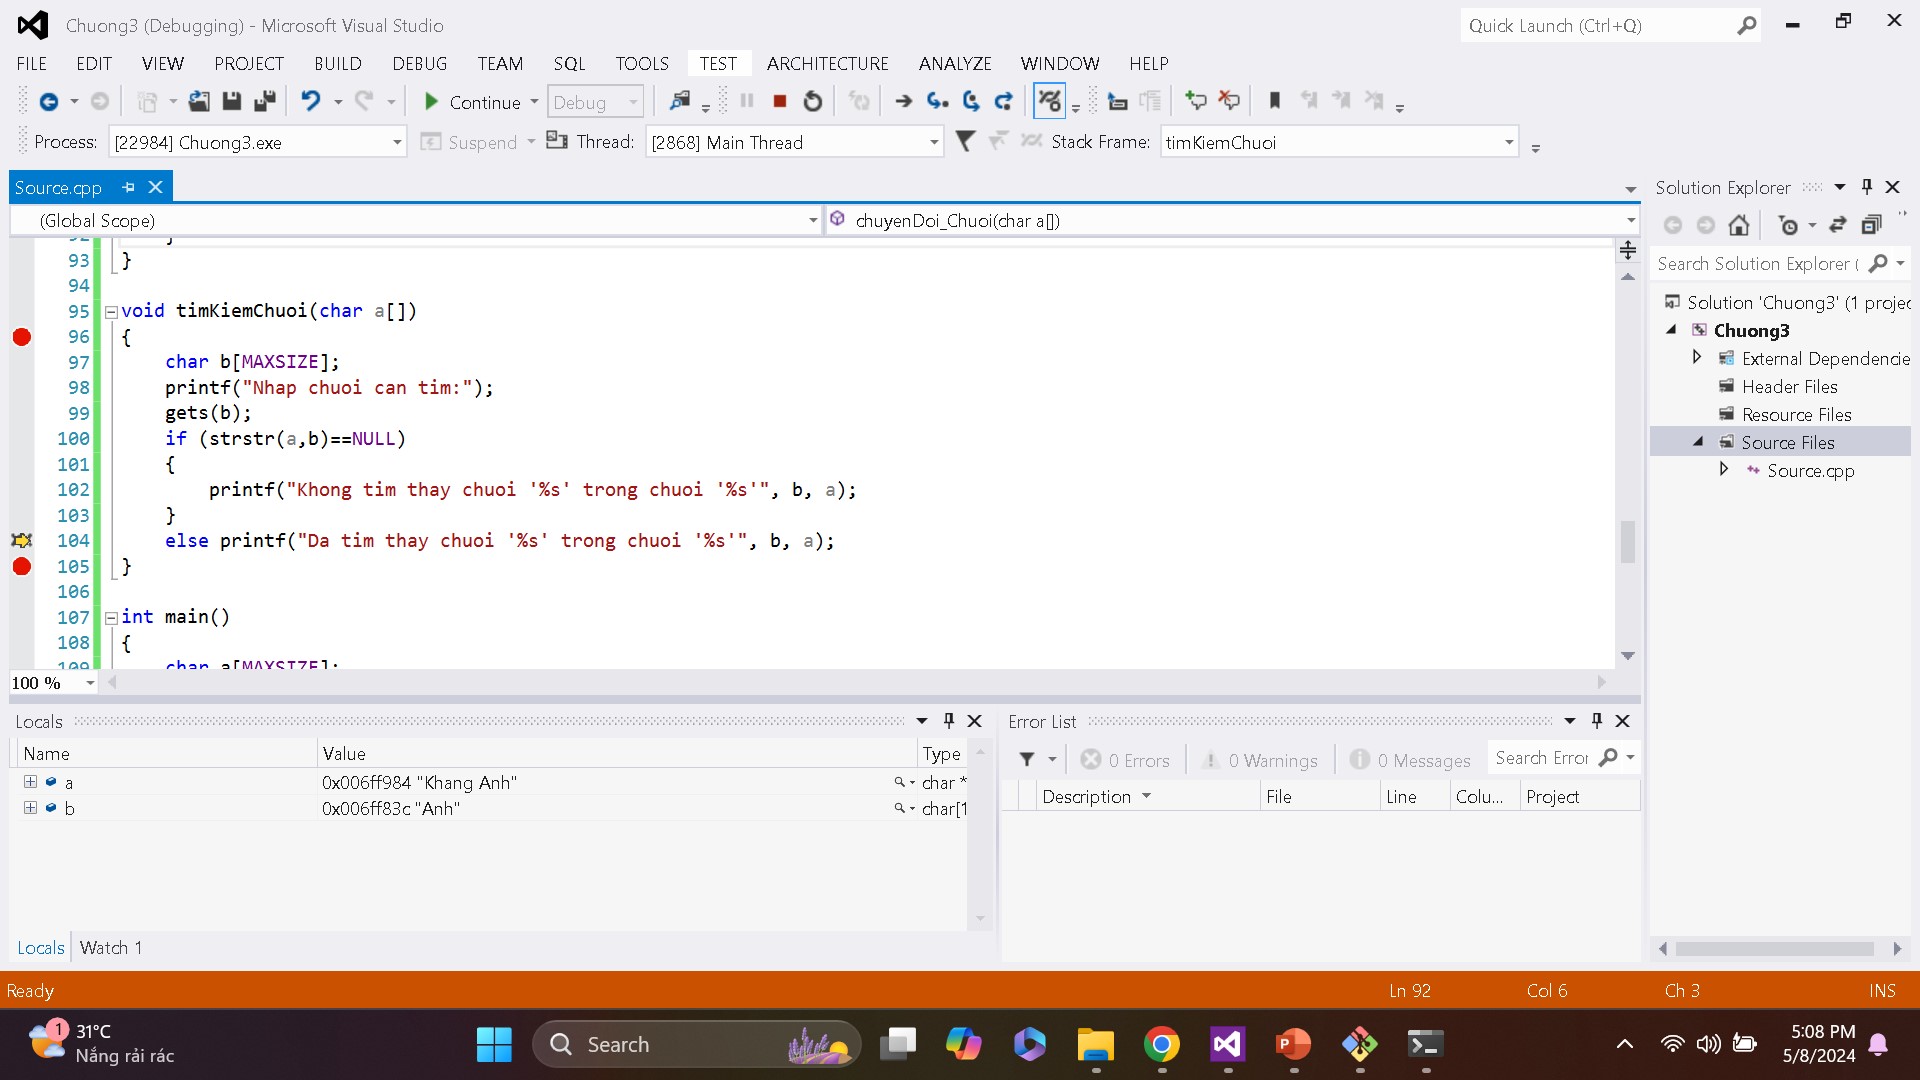 Chuong3 (Debugging) - Microsoft Visual Studio
Quick Launch (Ctrl+Q)
FILE EDIT VIEW PROJECT BUILD DEBUG TEAM SQL TOOLS TEST ARCHITECTURE ANALYZE WINDOW HELP
Continue Debug
Process: [22984] Chuong3.exe Suspend Thread: [2868] Main Thread Stack Frame: timKiemChuoi
Source.cpp
(Global Scope) chuyenDoi_Chuoi(char a[])
92 }
93 }
94
95 void timKiemChuoi(char a[])
96 {
97 char b[MAXSIZE];
98 printf("Nhap chuoi can tim:");
99 gets(b);
100 if (strstr(a,b)==NULL)
101 {
102 printf("Khong tim thay chuoi '%s' trong chuoi '%s'", b, a);
103 }
104 else printf("Da tim thay chuoi '%s' trong chuoi '%s'", b, a);
105 }
106
107 int main()
108 {
109 char a[MAXSIZE];
100 %
Solution Explorer
Search Solution Explorer (
Solution 'Chuong3' (1 projec
Chuong3
External Dependencie
Header Files
Resource Files
Source Files
Source.cpp
Locals
Name Value Type
a 0x006ff984 "Khang Anh" char *
b 0x006ff83c "Anh" char[1
Locals Watch 1
Error List
0 Errors 0 Warnings 0 Messages Search Error
Description File Line Colu... Project
Ready Ln 92 Col 6 Ch 3 INS
1
31°C
Nắng rải rác
Search
P
5:08 PM
5/8/2024